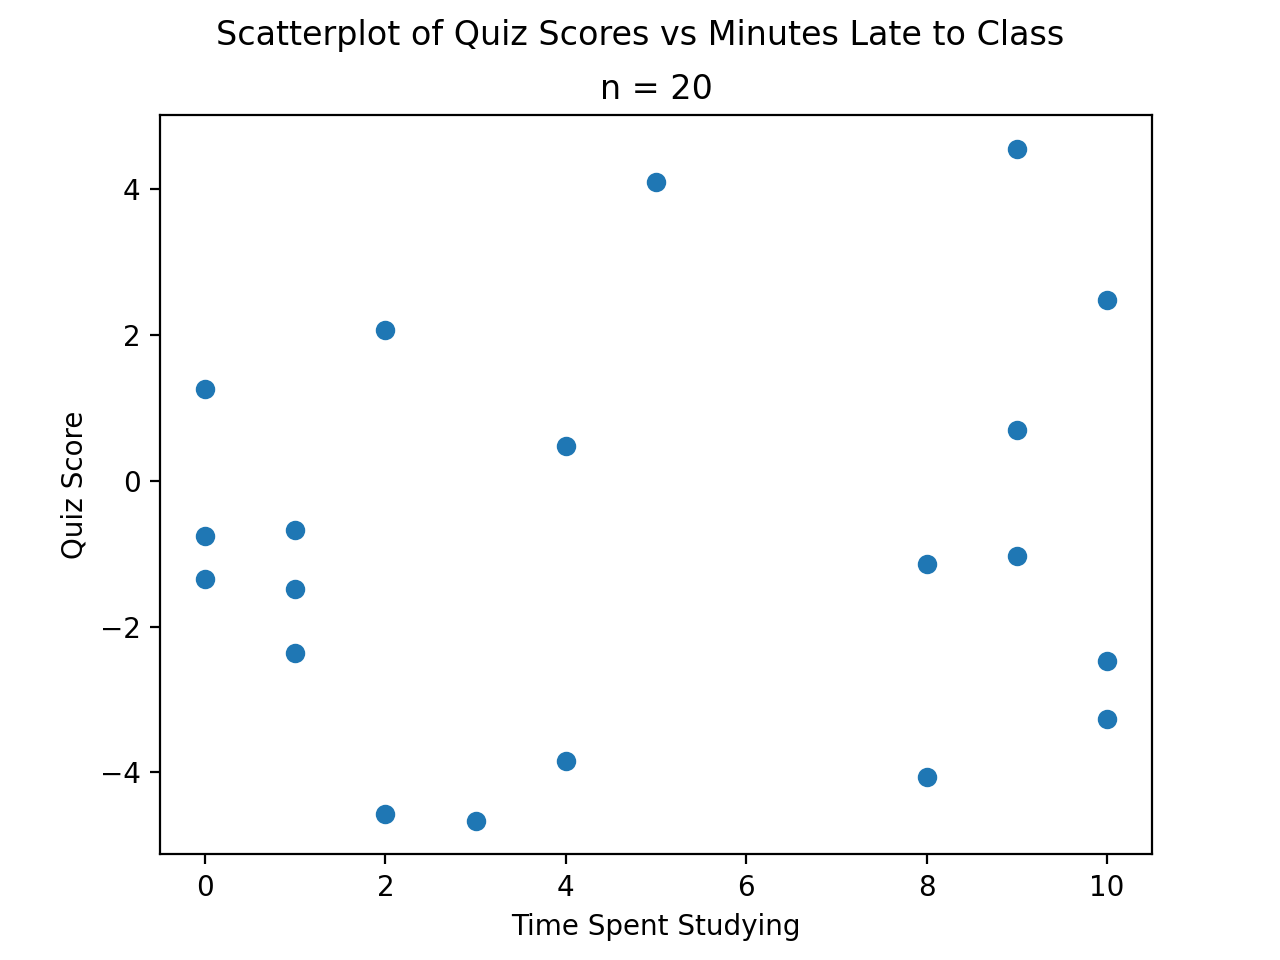 Scatterplot of Quiz Scores vs Minutes Late to Class
n = 20
4
2
0
−2
−4
Quiz Score
0 2 4 6 8 10
Time Spent Studying